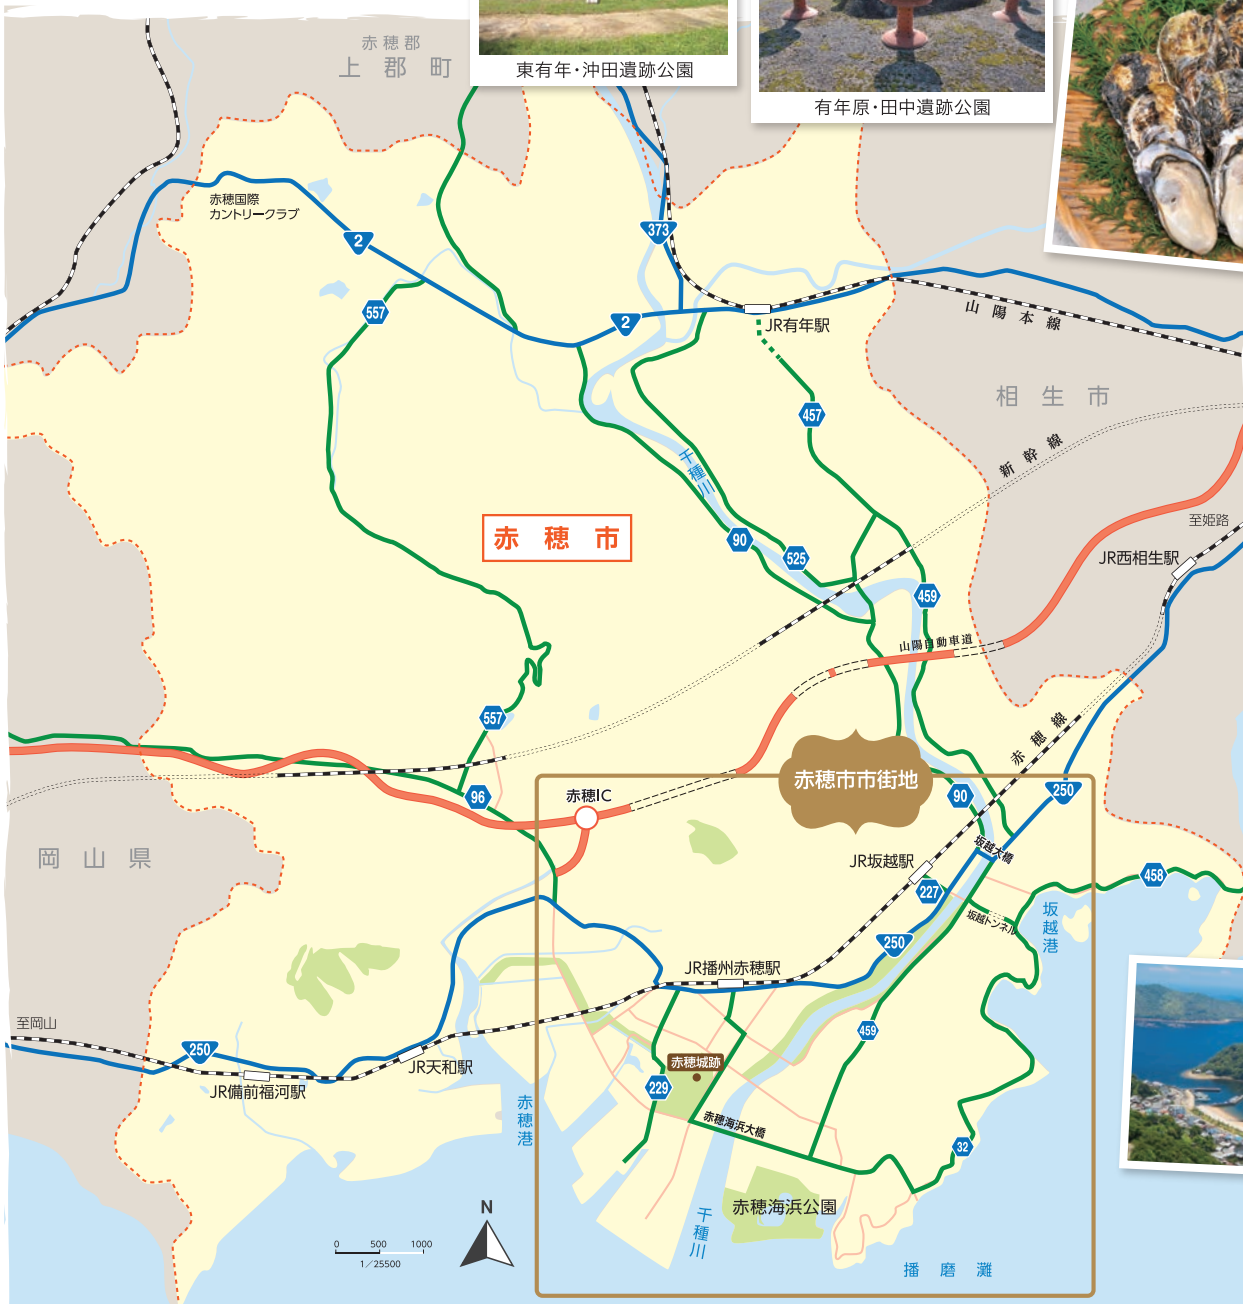 東有年・沖田遺跡公園
有年原・田中遺跡公園
赤穂郡
上郡町
赤穂国際
カントリークラブ
2
373
557
2
JR有年駅
山陽本線
相生市
457
新幹線
千種川
至姫路
赤穂市
90
525
JR西相生駅
459
山陽自動車道
557
赤穂線
赤穂市市街地
96
赤穂IC
90
250
岡山県
JR坂越駅
坂越大橋
458
227
坂越トンネル
坂越港
250
JR播州赤穂駅
至岡山
459
250
JR天和駅
赤穂城跡
JR備前福河駅
229
赤穂港
赤穂海浜大橋
32
赤穂海浜公園
千種川
N
0 500 1000
1/25500
播磨灘